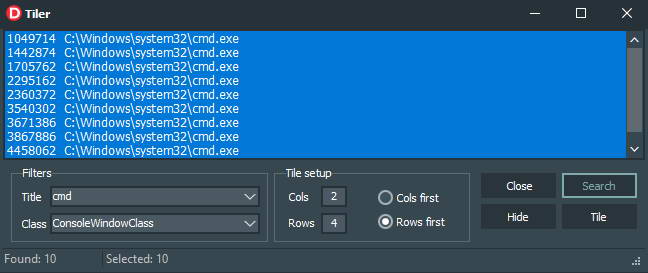 D Tiler
1049714 C:\Windows\system32\cmd.exe
1442874 C:\Windows\system32\cmd.exe
1705762 C:\Windows\system32\cmd.exe
2295162 C:\Windows\system32\cmd.exe
2360372 C:\Windows\system32\cmd.exe
3540302 C:\Windows\system32\cmd.exe
3671386 C:\Windows\system32\cmd.exe
3867886 C:\Windows\system32\cmd.exe
4458062 C:\Windows\system32\cmd.exe
Filters
Title cmd
Class ConsoleWindowClass
Tile setup
Cols 2
Rows 4
Cols first
Rows first
Close Search
Hide Tile
Found: 10 Selected: 10